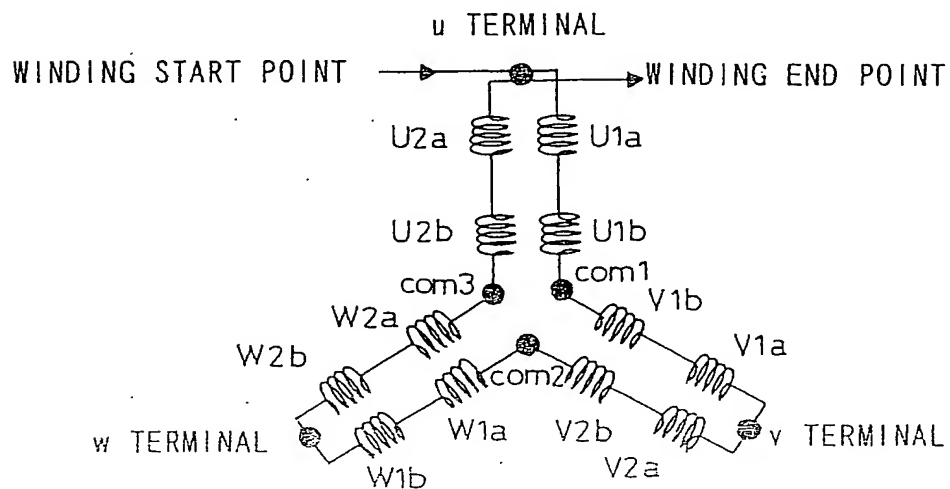 u TERMINAL
WINDING START POINT
WINDING END POINT
U2a
U1a
U2b
U1b
com3
com1
V1b
W2a
V1a
W2b
com2
w TERMINAL
W1a
V2b
v TERMINAL
W1b
V2a